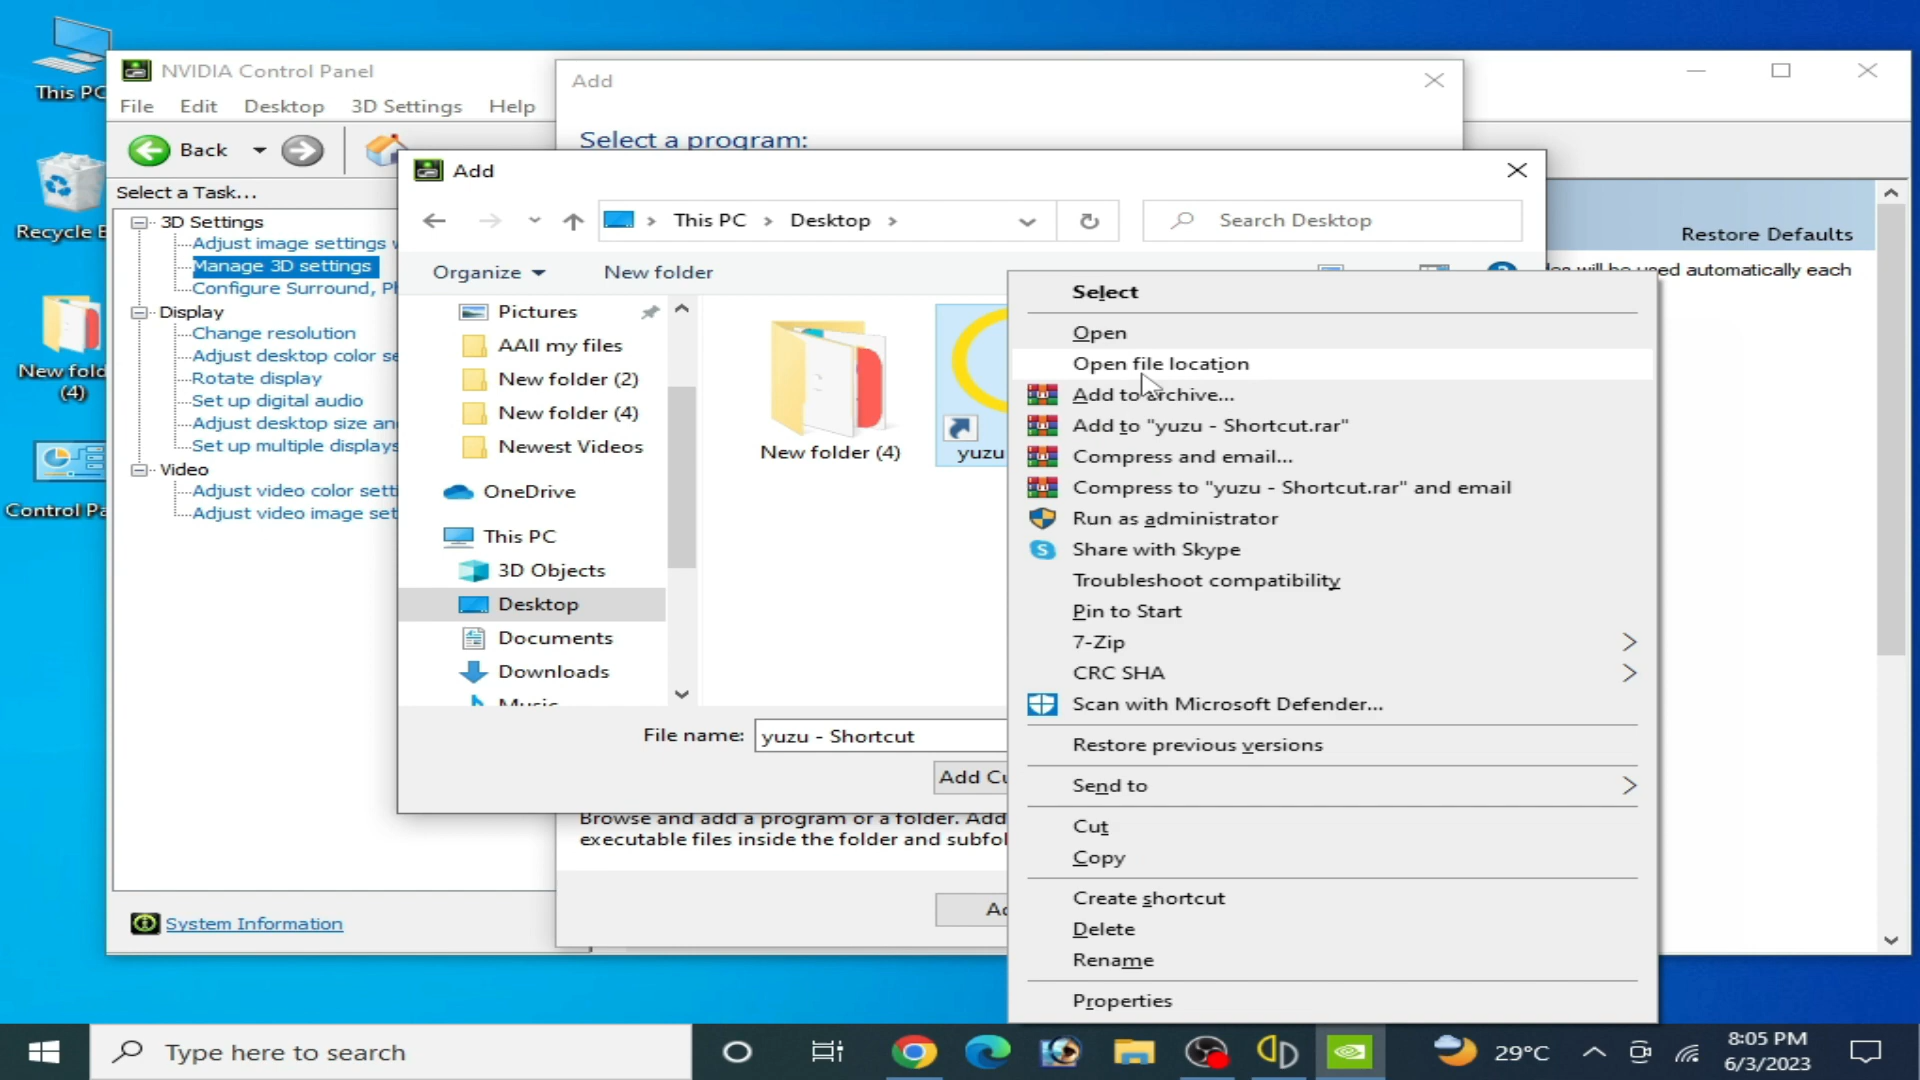 This PC
Recycle
New fold
(4)
Control Pa
NVIDIA Control Panel
File Edit Desktop 3D Settings Help
Back
Select a Task...
3D Settings
Adjust image settings
Manage 3D settings
Configure Surround,
Display
Change resolution
Adjust desktop color se
Rotate display
Set up digital audio
Adjust desktop size an
Set up multiple displays
Video
Adjust video color sett
Adjust video image set
System Information
Restore Defaults
will be used automatically each
Add
Select a program:
Add
This PC > Desktop >
Search Desktop
Organize
New folder
Pictures
AAll my files
New folder (2)
New folder (4)
Newest Videos
OneDrive
This PC
3D Objects
Desktop
Documents
Downloads
Music
New folder (4)
yuzu
File name: yuzu - Shortcut
Add Cu
Browse and add a program or a folder. Add
executable files inside the folder and subfo
Select
Open
Open file location
Add to archive...
Add to "yuzu - Shortcut.rar"
Compress and email...
Compress to "yuzu - Shortcut.rar" and email
Run as administrator
Share with Skype
Troubleshoot compatibility
Pin to Start
7-Zip
CRC SHA
Scan with Microsoft Defender...
Restore previous versions
Send to
Cut
Copy
Create shortcut
Delete
Rename
Properties
Type here to search
29°C
8:05 PM
6/3/2023